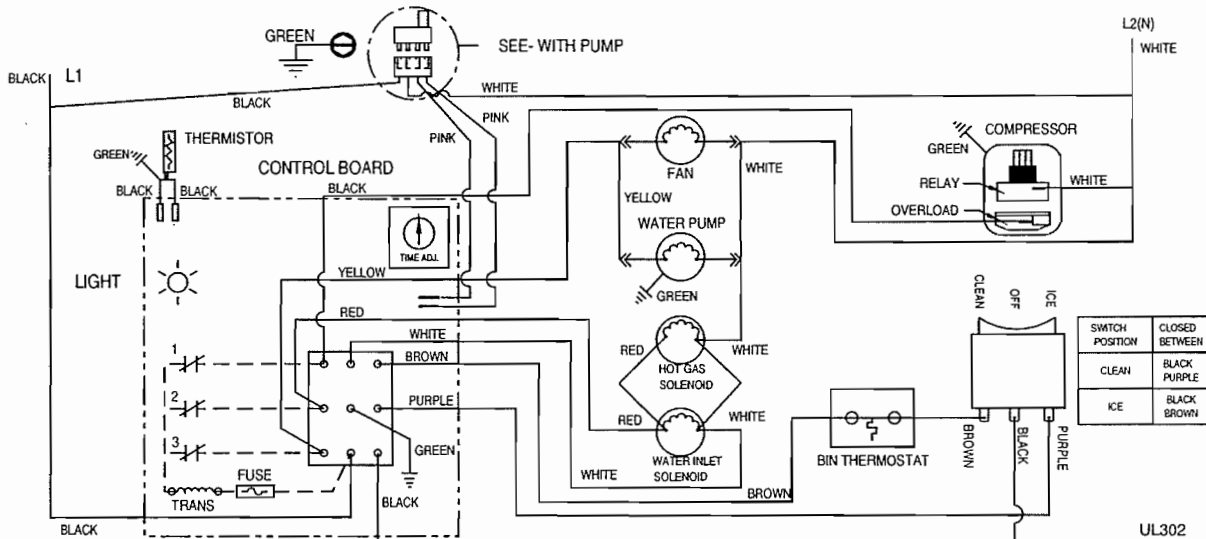 L2(N)
GREEN
SEE- WITH PUMP
WHITE
BLACK
L1
BLACK
WHITE
PINK
PINK
COMPRESSOR
THERMISTOR
GREEN
GREEN
CONTROL BOARD
FAN
WHITE
BLACK
BLACK
BLACK
RELAY
WHITE
YELLOW
OVERLOAD
WATER PUMP
TIME ADJ.
LIGHT
YELLOW
GREEN
CLEAN
OFF
ICE
RED
SWITCH POSITION
CLOSED BETWEEN
WHITE
RED
WHITE
1
BROWN
HOT GAS
SOLENOID
CLEAN
BLACK
PURPLE
2
PURPLE
RED
WHITE
ICE
BLACK
BROWN
3
GREEN
WATER INLET
SOLENOID
BIN THERMOSTAT
BROWN
BLACK
PURPLE
FUSE
WHITE
TRANS
BLACK
BROWN
BLACK
UL302